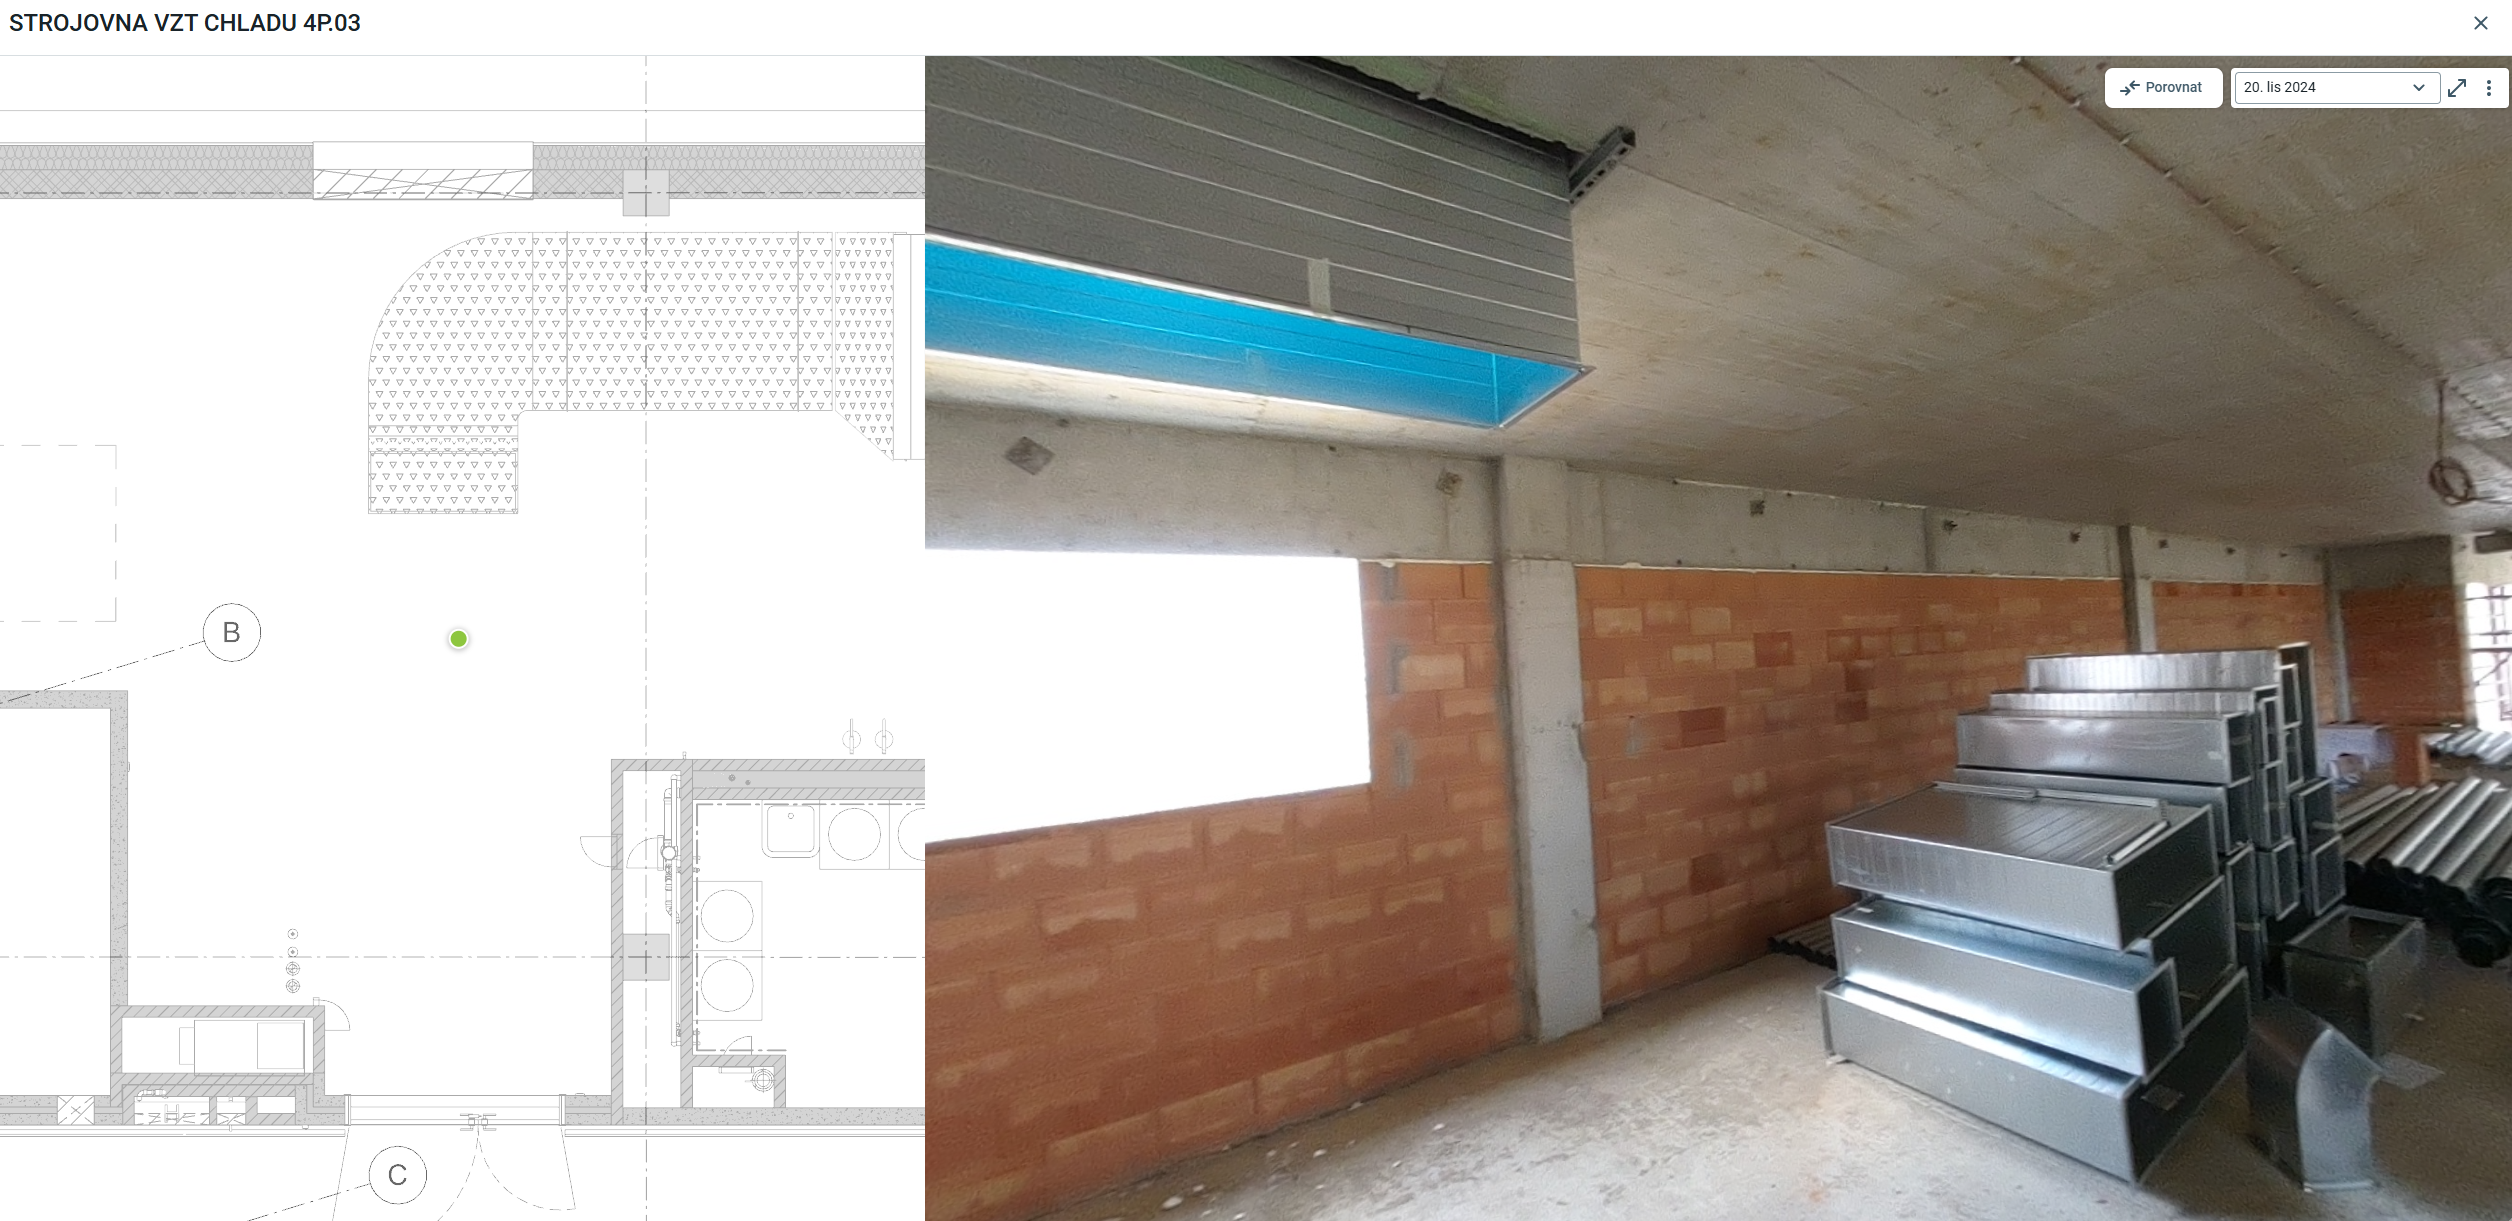 STROJOVNA VZT CHLADU 4P.03
Porovnat
20. lis 2024
B
H
C